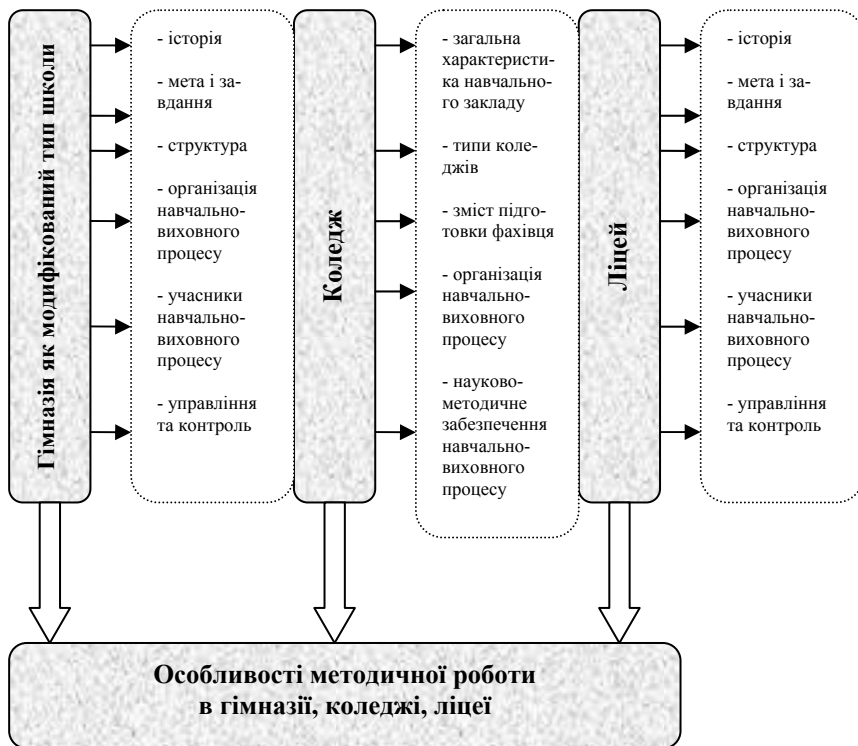 Гімназія як модифікований тип школи
- історія
- мета і за-
вдання
- структура
- організація
навчально-
виховного
процесу
- учасники
навчально-
виховного
процесу
- управління
та контроль
Коледж
- загальна
характеристи-
ка навчально-
го закладу
- типи коле-
джів
- зміст підго-
товки фахівця
- організація
навчально-
виховного
процесу
- науково-
методичне
забезпечення
навчально-
виховного
процесу
Ліцей
- історія
- мета і за-
вдання
- структура
- організація
навчально-
виховного
процесу
- учасники
навчально-
виховного
процесу
- управління
та контроль
Особливості методичної роботи
в гімназії, коледжі, ліцеї